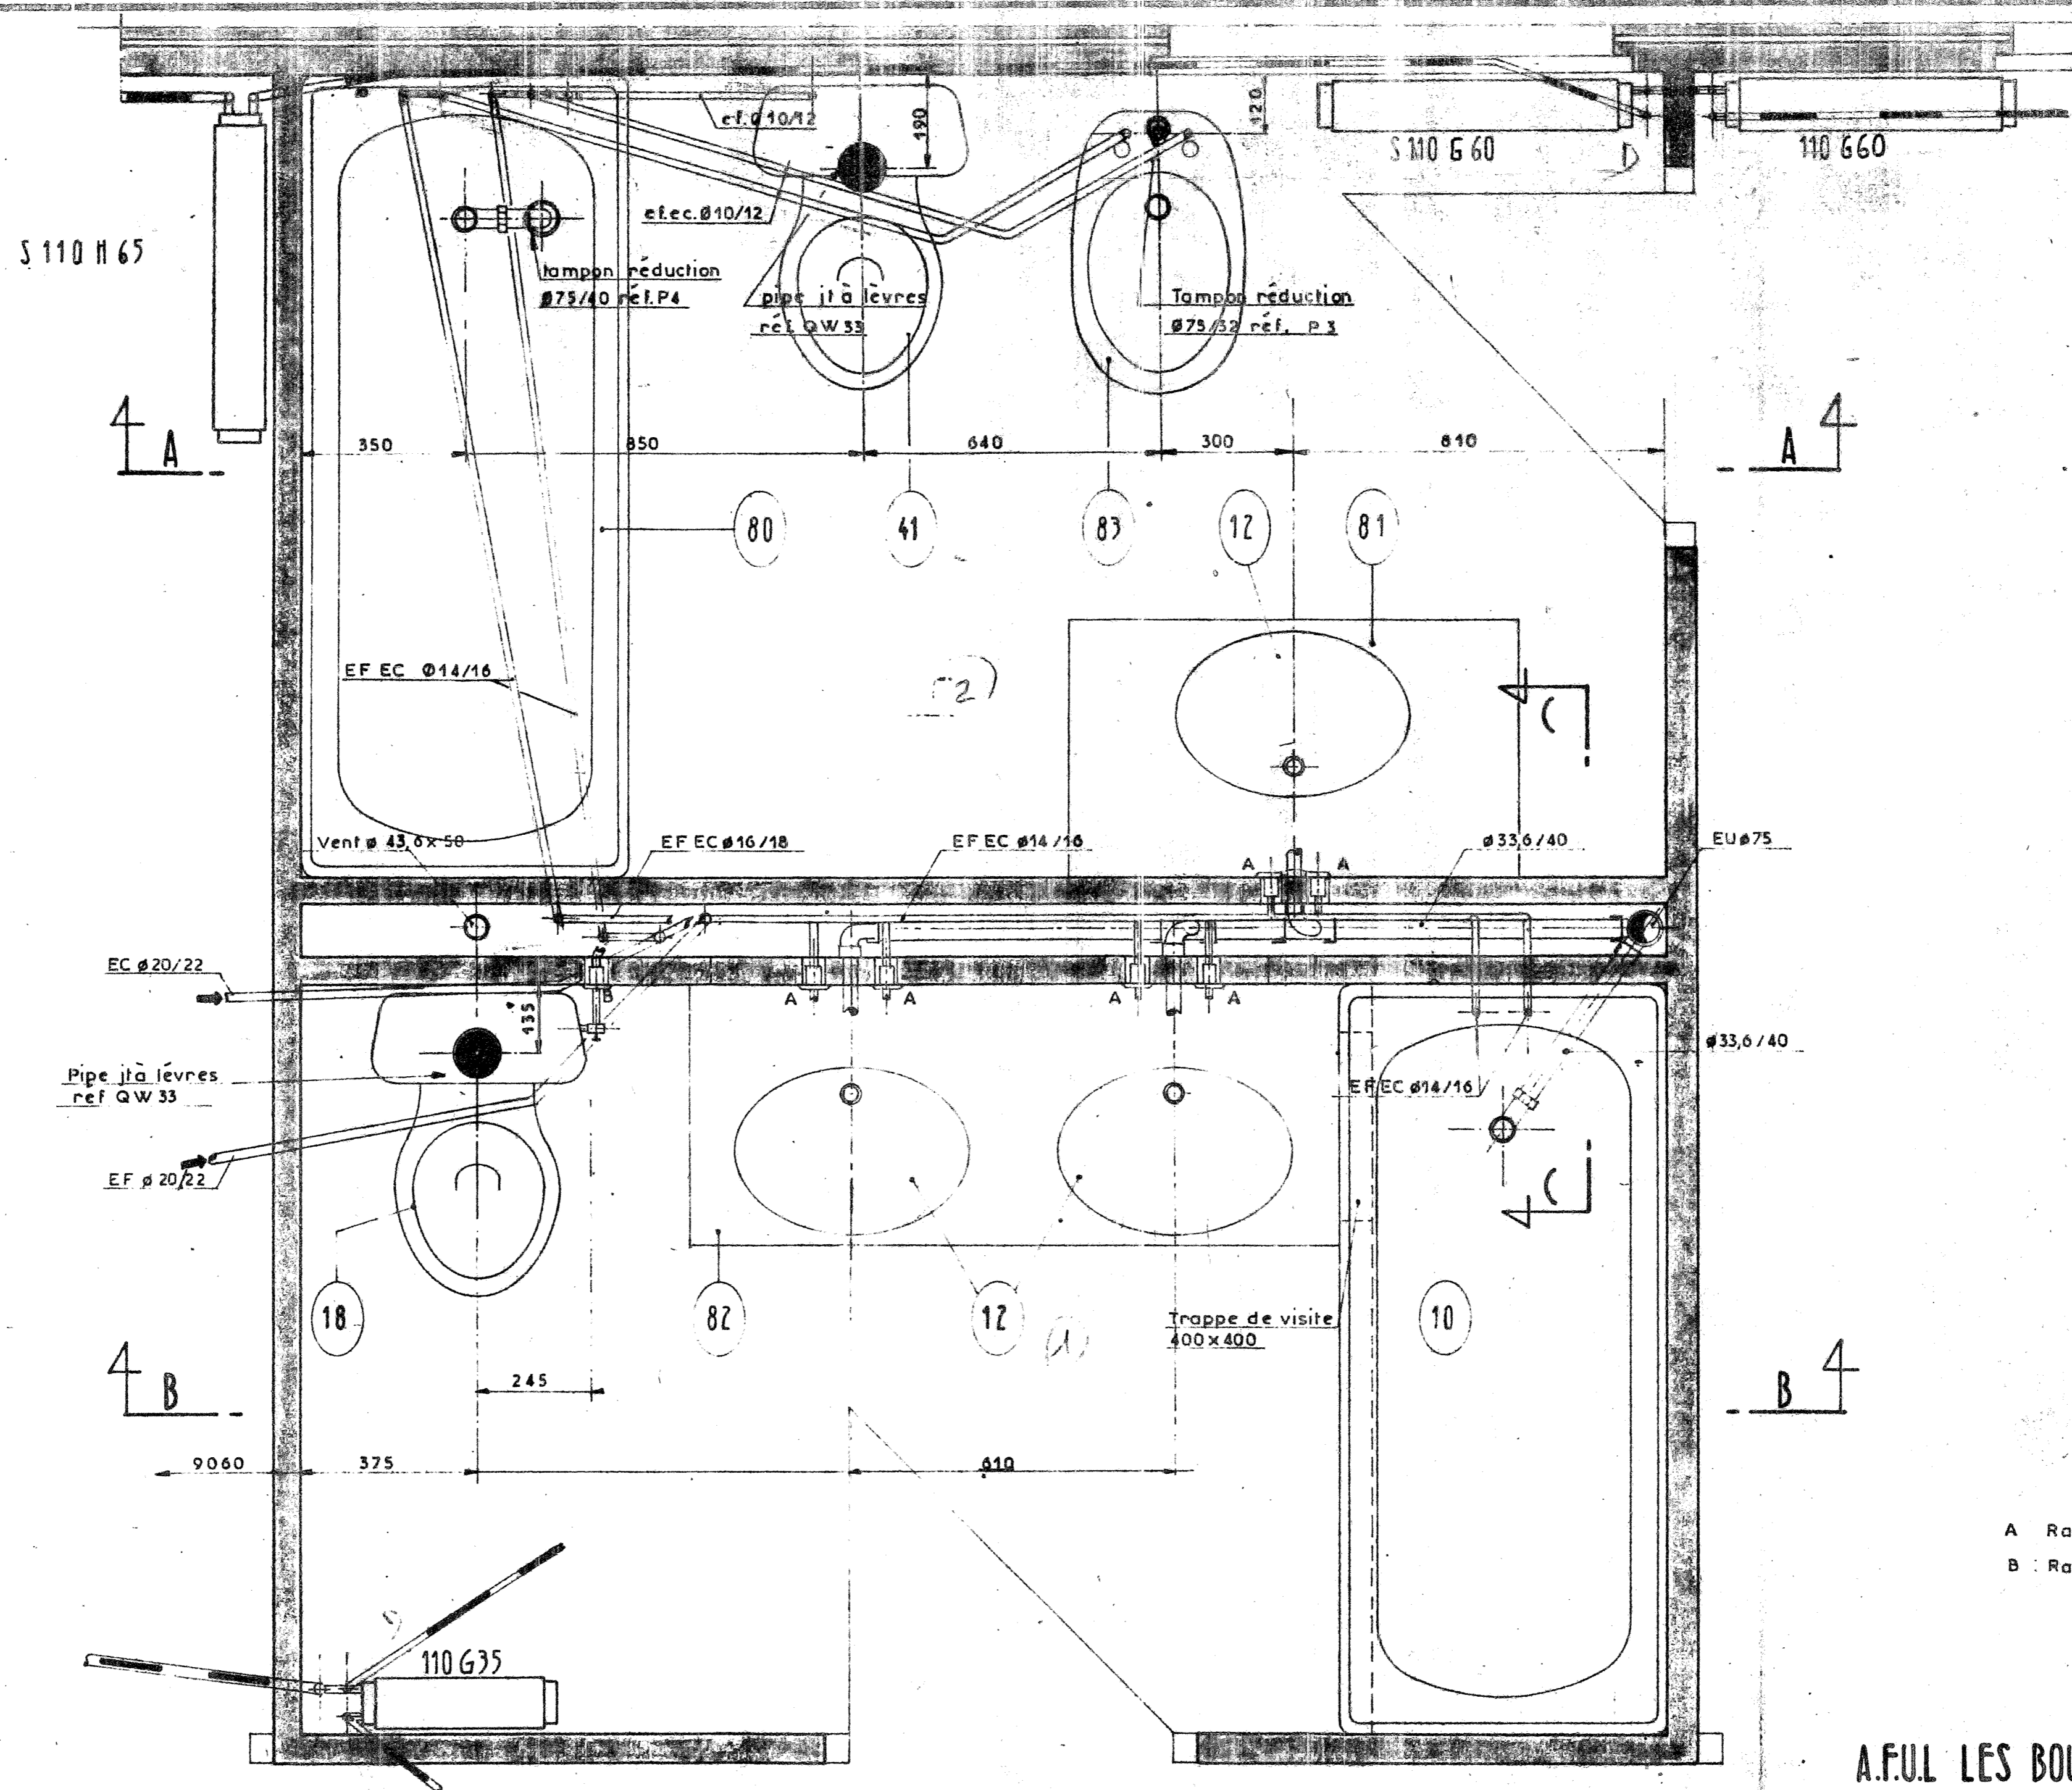 ef. Ø10/12
190
120
S 110 G 60
110 G60
ef.ec. Ø10/12
S 110 H 65
tampon réduction
Ø75/40 réf. P4
pipe jt à lèvres
réf. QW 33
Tampon réduction
Ø75/32 réf. P3
A
350
850
640
300
810
A
80
41
83
12
81
EF EC Ø14/16
C
Vent ø 43,6 x 50
EF EC ø16/18
EF EC ø14/16
ø33,6/40
EU ø75
A
A
EC ø20/22
B
A
A
A
A
135
Pipe jt à lèvres
ref QW 33
EF EC ø14/16
ø33,6/40
EF ø 20/22
C
18
82
12
Trappe de visite
400 x 400
10
B
245
B
9060
375
610
A Ra
B : Ra
110 G35
A.F.U.L LES BOU